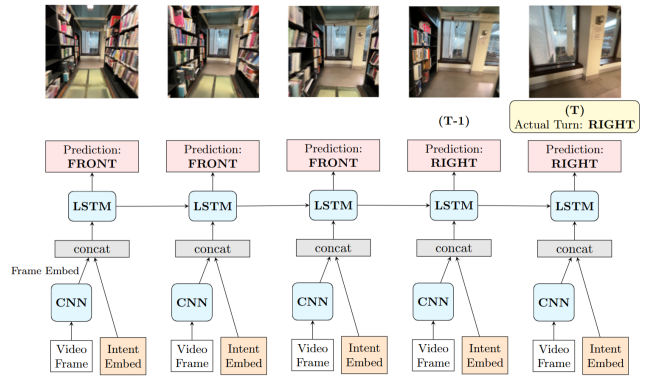 (T-1)
(T)
Actual Turn: RIGHT
Prediction:
FRONT
Prediction:
FRONT
Prediction:
FRONT
Prediction:
RIGHT
Prediction:
RIGHT
LSTM
LSTM
LSTM
LSTM
LSTM
concat
concat
concat
concat
concat
Frame Embed
CNN
CNN
CNN
CNN
CNN
Video
Frame
Intent
Embed
Video
Frame
Intent
Embed
Video
Frame
Intent
Embed
Video
Frame
Intent
Embed
Video
Frame
Intent
Embed